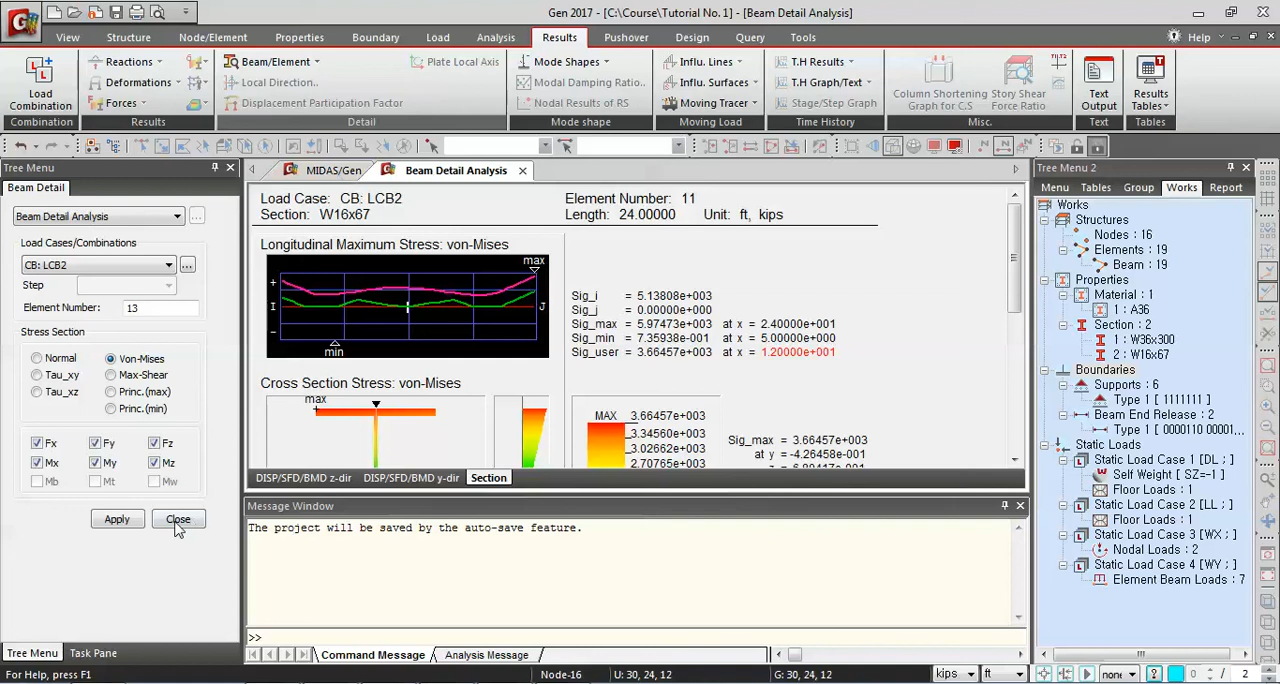 Gen 2017 - [C:\Course\Tutorial No. 1] - [Beam Detail Analysis]
View Structure Node/Element Properties Boundary Load Analysis Results Pushover Design Query Tools Help
Load Combination
Combination
Reactions
Deformations
Forces
Results
Beam/Element
Plate Local Axis
Local Direction..
Displacement Participation Factor
Detail
Mode Shapes
Modal Damping Ratio..
Nodal Results of RS
Mode shape
Influ. Lines
Influ. Surfaces
Moving Tracer
Moving Load
T.H Results
T.H Graph/Text
Stage/Step Graph
Time History
Column Shortening Graph for C.S
Story Shear Force Ratio
Misc.
Text Output
Text
Results Tables
Tables
Tree Menu
Beam Detail
Beam Detail Analysis
Load Cases/Combinations
CB: LCB2
Step
Element Number: 13
Stress Section
Normal Von-Mises
Tau_xy Max-Shear
Tau_xz Princ.(max)
Princ.(min)
Fx Fy Fz
Mx My Mz
Mb Mt Mw
Apply Close
Tree Menu Task Pane
MIDAS/Gen Beam Detail Analysis
Load Case: CB: LCB2 Element Number: 11
Section: W16x67 Length: 24.00000 Unit: ft, kips
Longitudinal Maximum Stress: von-Mises
max
+
I J
-
min
Sig_i = 5.13808e+003
Sig_j = 0.00000e+000
Sig_max = 5.97473e+003 at x = 2.40000e+001
Sig_min = 7.35938e-001 at x = 5.00000e+000
Sig_user = 3.66457e+003 at x = 1.20000e+001
Cross Section Stress: von-Mises
max
MAX 3.66457e+003
3.34560e+003
3.02662e+003
2.70765e+003
Sig_max = 3.66457e+003
at y = -4.26458e-001
DISP/SFD/BMD z-dir DISP/SFD/BMD y-dir Section
Message Window
The project will be saved by the auto-save feature.
>>
Command Message Analysis Message
Tree Menu 2
Menu Tables Group Works Report
Works
Structures
Nodes: 16
Elements: 19
Beam: 19
Properties
Material: 1
1 : A36
Section: 2
1 : W36x300
2 : W16x67
Boundaries
Supports: 6
Type 1 [ 1111111 ]
Beam End Release: 2
Type 1 [ 0000110 00001...
Static Loads
Static Load Case 1 [DL ; ]
Self Weight [ SZ=-1 ]
Floor Loads: 1
Static Load Case 2 [LL ; ]
Floor Loads: 1
Static Load Case 3 [WX ; ]
Nodal Loads: 2
Static Load Case 4 [WY ; ]
Element Beam Loads: 7
For Help, press F1 Node-16 U: 30, 24, 12 G: 30, 24, 12 kips ft none ? 0 / 2